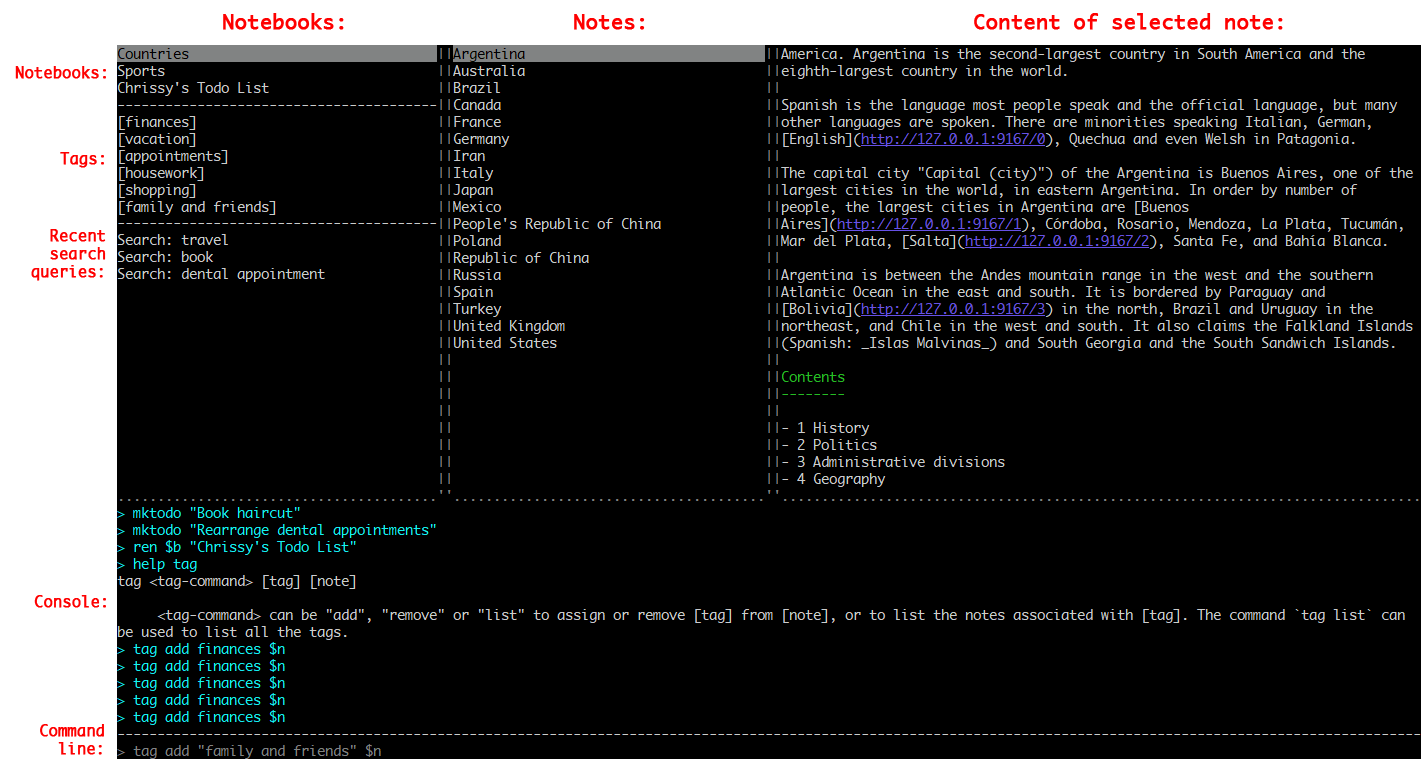 Notebooks: Notes: Content of selected note:
Notebooks:
Countries
Sports
Chrissy's Todo List
---------------------------------------
Tags:
[finances]
[vacation]
[appointments]
[housework]
[shopping]
[family and friends]
---------------------------------------
Recent
search
queries:
Search: travel
Search: book
Search: dental appointment
Argentina
Australia
Brazil
Canada
France
Germany
Iran
Italy
Japan
Mexico
People's Republic of China
Poland
Republic of China
Russia
Spain
Turkey
United Kingdom
United States
America. Argentina is the second-largest country in South America and the
eighth-largest country in the world.
Spanish is the language most people speak and the official language, but many
other languages are spoken. There are minorities speaking Italian, German,
[English](http://127.0.0.1:9167/0), Quechua and even Welsh in Patagonia.
The capital city "Capital (city)") of the Argentina is Buenos Aires, one of the
largest cities in the world, in eastern Argentina. In order by number of
people, the largest cities in Argentina are [Buenos
Aires](http://127.0.0.1:9167/1), Córdoba, Rosario, Mendoza, La Plata, Tucumán,
Mar del Plata, [Salta](http://127.0.0.1:9167/2), Santa Fe, and Bahía Blanca.
Argentina is between the Andes mountain range in the west and the southern
Atlantic Ocean in the east and south. It is bordered by Paraguay and
[Bolivia](http://127.0.0.1:9167/3) in the north, Brazil and Uruguay in the
northeast, and Chile in the west and south. It also claims the Falkland Islands
(Spanish: _Islas Malvinas_) and South Georgia and the South Sandwich Islands.
Contents
--------
- 1 History
- 2 Politics
- 3 Administrative divisions
- 4 Geography
Console:
> mktodo "Book haircut"
> mktodo "Rearrange dental appointments"
> ren $b "Chrissy's Todo List"
> help tag
tag <tag-command> [tag] [note]
<tag-command> can be "add", "remove" or "list" to assign or remove [tag] from [note], or to list the notes associated with [tag]. The command `tag list` can
be used to list all the tags.
> tag add finances $n
> tag add finances $n
> tag add finances $n
> tag add finances $n
> tag add finances $n
Command
line:
> tag add "family and friends" $n